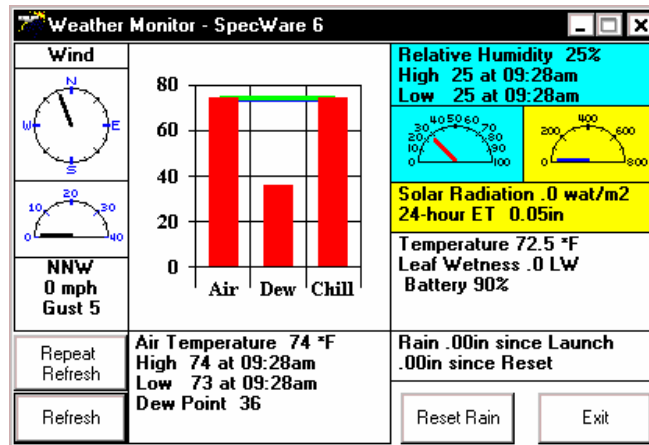 Weather Monitor - SpecWare 6
Wind
N
W
E
S
10
20
30
0
40
NNW
0 mph
Gust 5
80
60
40
20
0
Air
Dew
Chill
Relative Humidity 25%
High 25 at 09:28am
Low 25 at 09:28am
0
10
20
30
40
50
60
70
80
90
100
0
200
400
600
800
Solar Radiation .0 wat/m2
24-hour ET 0.05in
Temperature 72.5 *F
Leaf Wetness .0 LW
Battery 90%
Repeat
Refresh
Refresh
Air Temperature 74 *F
High 74 at 09:28am
Low 73 at 09:28am
Dew Point 36
Rain .00in since Launch
.00in since Reset
Reset Rain
Exit